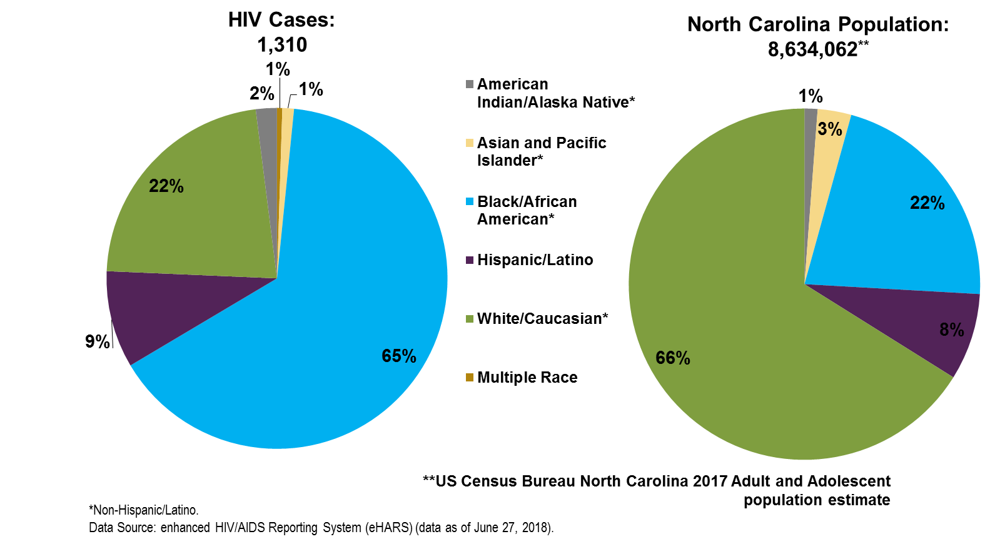 HIV Cases:
1,310
1%
2%
1%
22%
9%
65%
American
Indian/Alaska Native*
Asian and Pacific
Islander*
Black/African
American*
Hispanic/Latino
White/Caucasian*
Multiple Race
North Carolina Population:
8,634,062**
1%
3%
22%
8%
66%
**US Census Bureau North Carolina 2017 Adult and Adolescent
population estimate
*Non-Hispanic/Latino.
Data Source: enhanced HIV/AIDS Reporting System (eHARS) (data as of June 27, 2018).